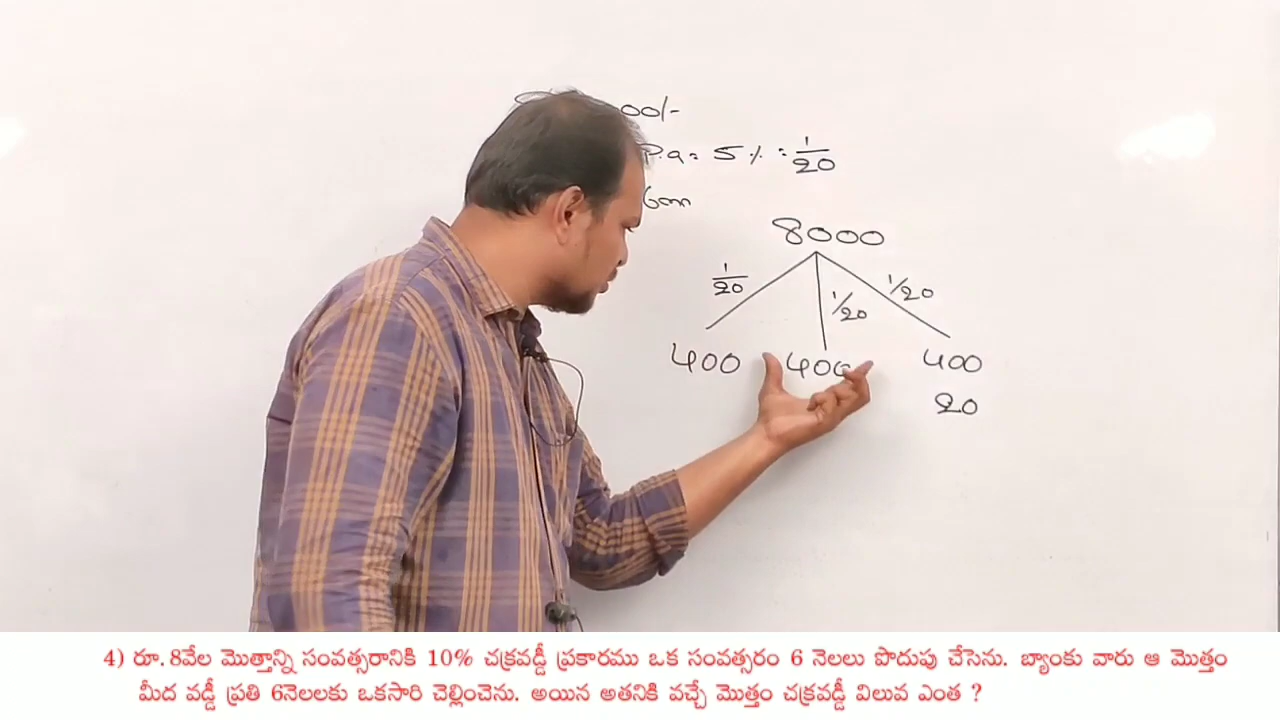 00/-
P.a = 5 % = 1/20
6m
8000
1/20 1/20 1/20
400 400 400
20
4) రూ. 8వేల మొత్తాన్ని సంవత్సరానికి 10% చక్రవడ్డీ ప్రకారము ఒక సంవత్సరం 6 నెలలు పొదుపు చేసెను. బ్యాంకు వారు ఆ మొత్తం
మీద వడ్డీ ప్రతి 6నెలలకు ఒకసారి చెల్లించెను. అయిన అతనికి వచ్చే మొత్తం చక్రవడ్డీ విలువ ఎంత ?